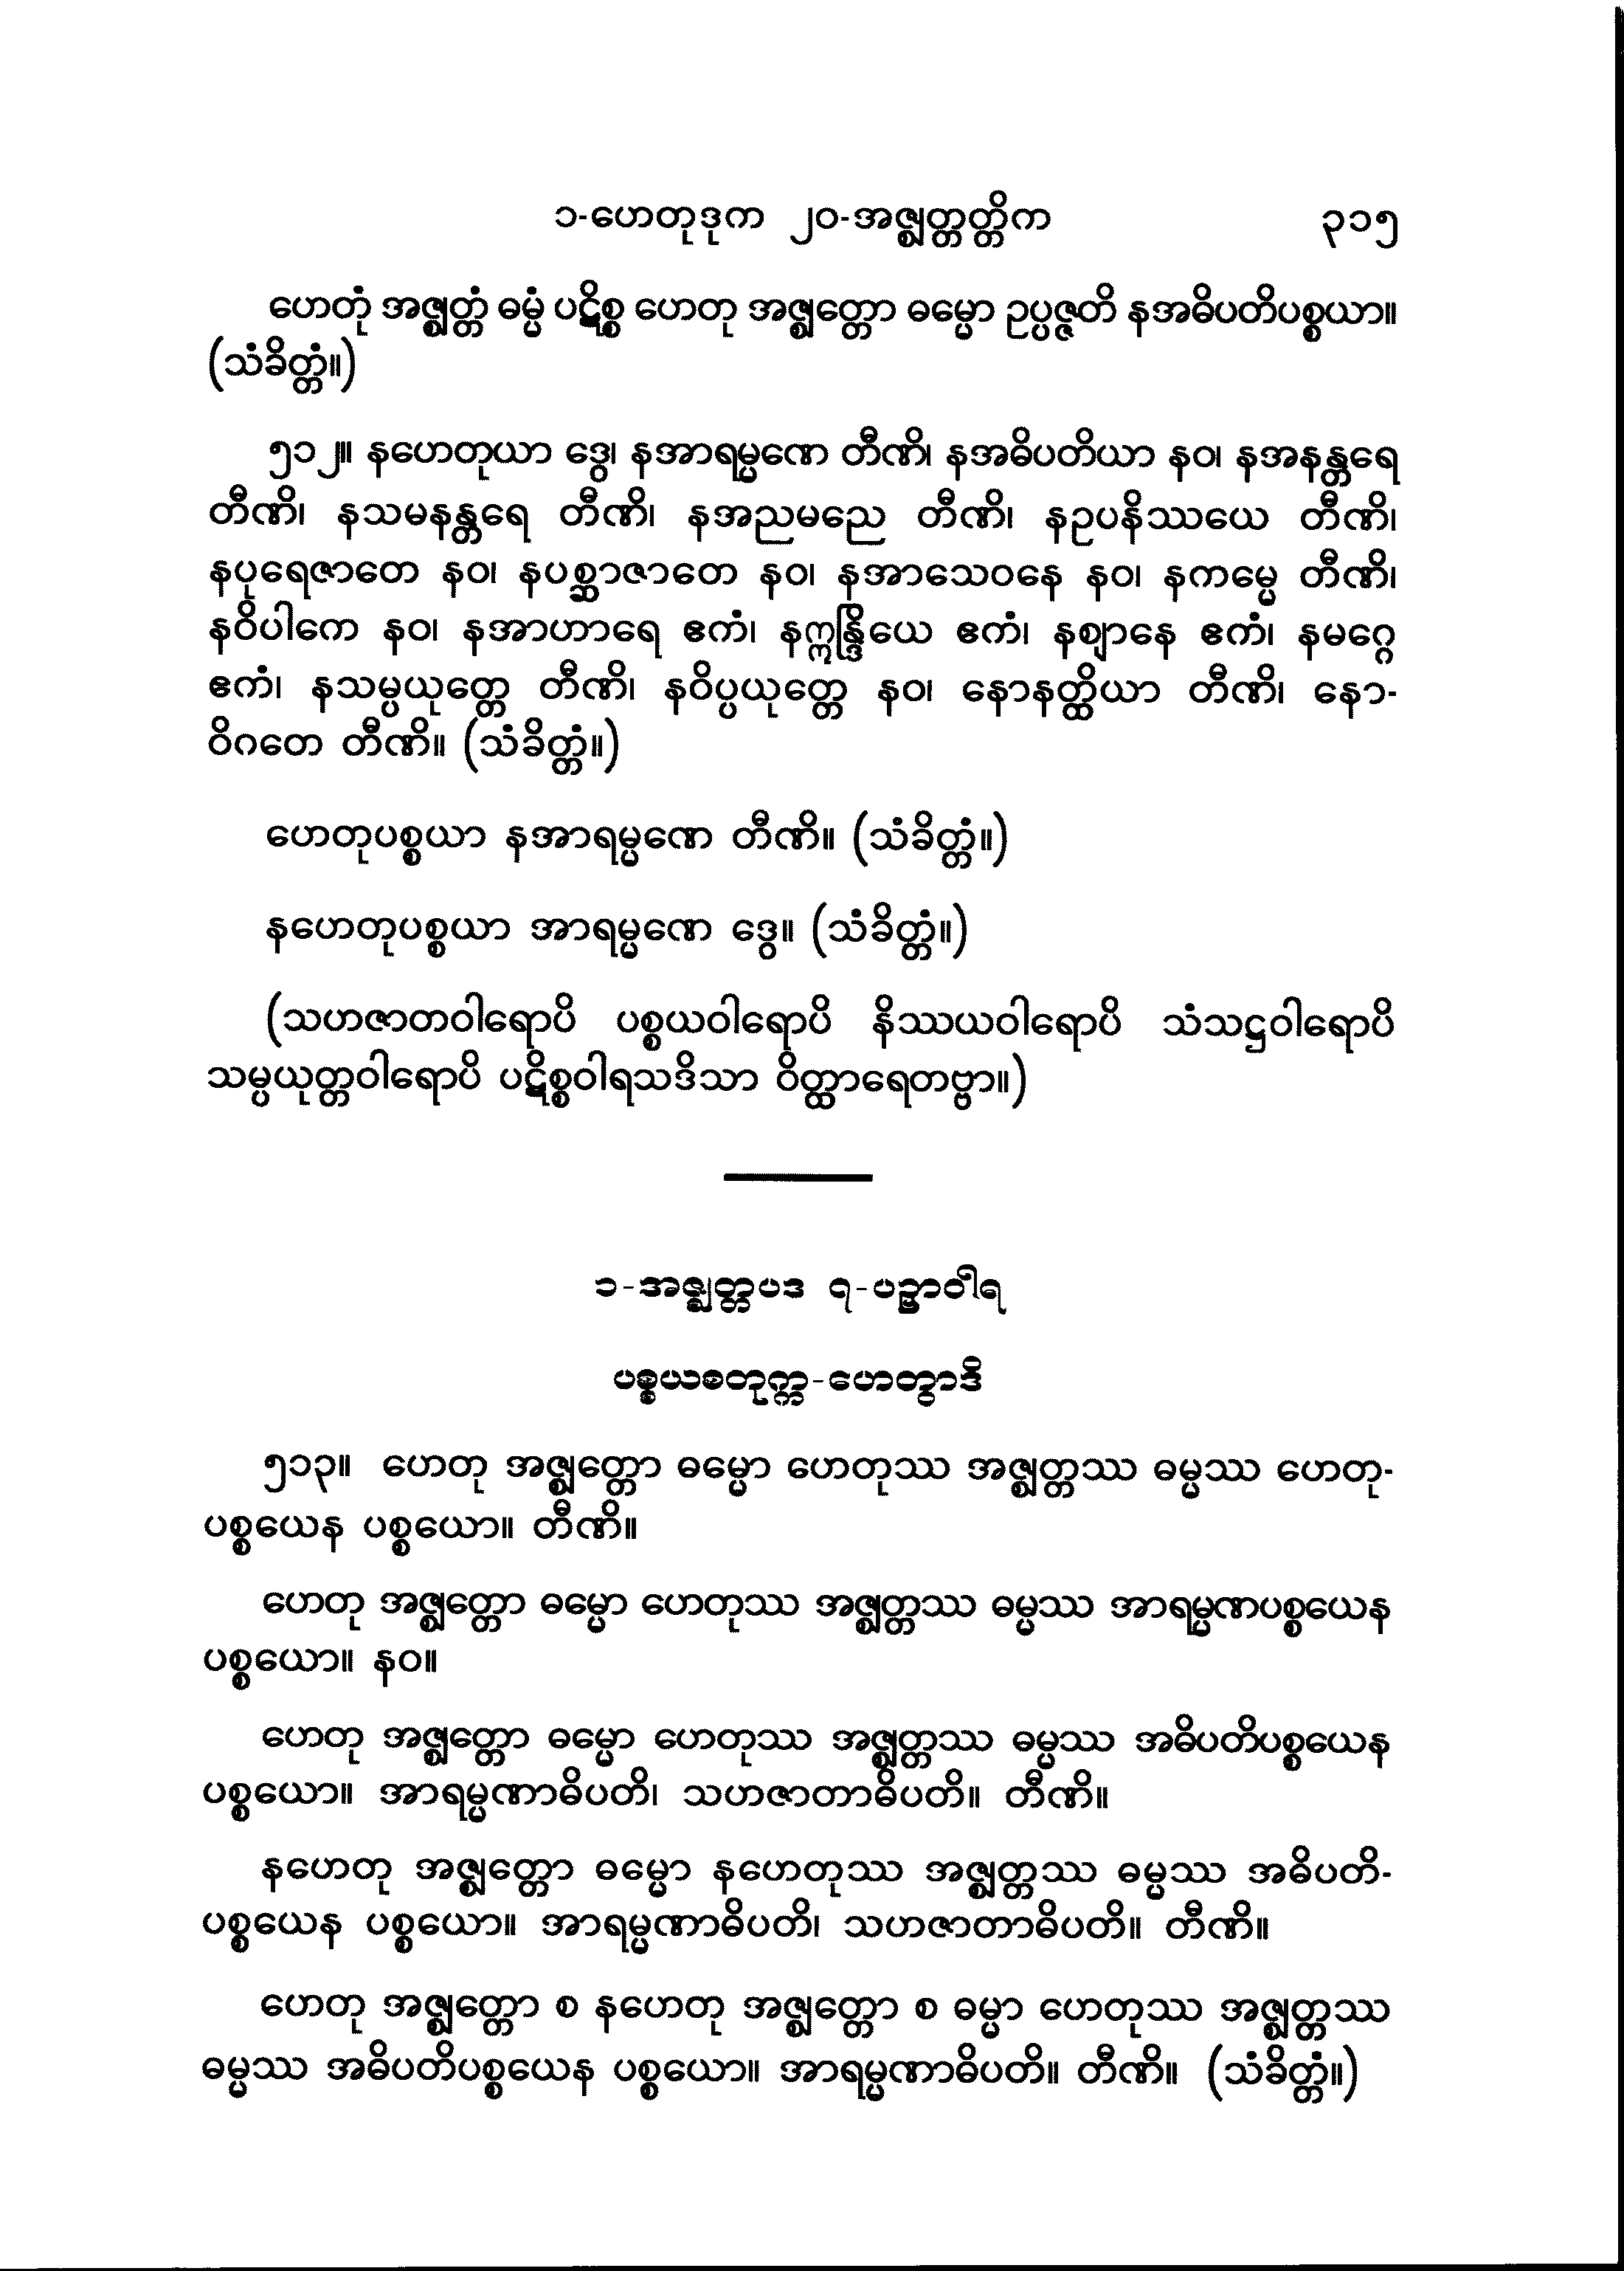 ၁-ဟေတုဒုက ၂၀-အဇ္ဈတ္တတ္တိက ၃၁၅
ဟေတုံ အဇ္ဈတ္တံ ဓမ္မံ ပဋိစ္စ ဟေတု အဇ္ဈတ္တော ဓမ္မော ဥပ္ပဇ္ဇတိ နအဓိပတိပစ္စယာ။
(သံခိတ္တံ။)
၅၁၂။ နဟေတုယာ ဒွေ၊ နအာရမ္မဏေ တီဏိ၊ နအဓိပတိယာ နဝ၊ နအနန္တရေ
တီဏိ၊ နသမနန္တရေ တီဏိ၊ နအညမညေ တီဏိ၊ နဥပနိဿယေ တီဏိ၊
နပုရေဇာတေ နဝ၊ နပစ္ဆာဇာတေ နဝ၊ နအာသေဝနေ နဝ၊ နကမ္မေ တီဏိ၊
နဝိပါကေ နဝ၊ နအာဟာရေ ဧကံ၊ နဣန္ဒြိယေ ဧကံ၊ နဈာနေ ဧကံ၊ နမဂ္ဂေ
ဧကံ၊ နသမ္ပယုတ္တေ တီဏိ၊ နဝိပ္ပယုတ္တေ နဝ၊ နောနတ္ထိယာ တီဏိ၊ နော-
ဝိဂတေ တီဏိ။ (သံခိတ္တံ။)
ဟေတုပစ္စယာ နအာရမ္မဏေ တီဏိ။ (သံခိတ္တံ။)
နဟေတုပစ္စယာ အာရမ္မဏေ ဒွေ။ (သံခိတ္တံ။)
(သဟဇာတဝါရောပိ ပစ္စယဝါရောပိ နိဿယဝါရောပိ သံသဋ္ဌဝါရောပိ
သမ္ပယုတ္တဝါရောပိ ပဋိစ္စဝါရသဒိသာ ဝိတ္ထာရေတဗ္ဗာ။)
၁-အဇ္ဈတ္တပဒ ၇-ပဉှာဝါရ
ပစ္စယစတုက္က-ဟေတွာဒိ
၅၁၃။ ဟေတု အဇ္ဈတ္တော ဓမ္မော ဟေတုဿ အဇ္ဈတ္တဿ ဓမ္မဿ ဟေတု-
ပစ္စယေန ပစ္စယော။ တီဏိ။
ဟေတု အဇ္ဈတ္တော ဓမ္မော ဟေတုဿ အဇ္ဈတ္တဿ ဓမ္မဿ အာရမ္မဏပစ္စယေန
ပစ္စယော။ နဝ။
ဟေတု အဇ္ဈတ္တော ဓမ္မော ဟေတုဿ အဇ္ဈတ္တဿ ဓမ္မဿ အဓိပတိပစ္စယေန
ပစ္စယော။ အာရမ္မဏာဓိပတိ၊ သဟဇာတာဓိပတိ။ တီဏိ။
နဟေတု အဇ္ဈတ္တော ဓမ္မော နဟေတုဿ အဇ္ဈတ္တဿ ဓမ္မဿ အဓိပတိ-
ပစ္စယေန ပစ္စယော။ အာရမ္မဏာဓိပတိ၊ သဟဇာတာဓိပတိ။ တီဏိ။
ဟေတု အဇ္ဈတ္တော စ နဟေတု အဇ္ဈတ္တော စ ဓမ္မာ ဟေတုဿ အဇ္ဈတ္တဿ
ဓမ္မဿ အဓိပတိပစ္စယေန ပစ္စယော။ အာရမ္မဏာဓိပတိ။ တီဏိ။ (သံခိတ္တံ။)